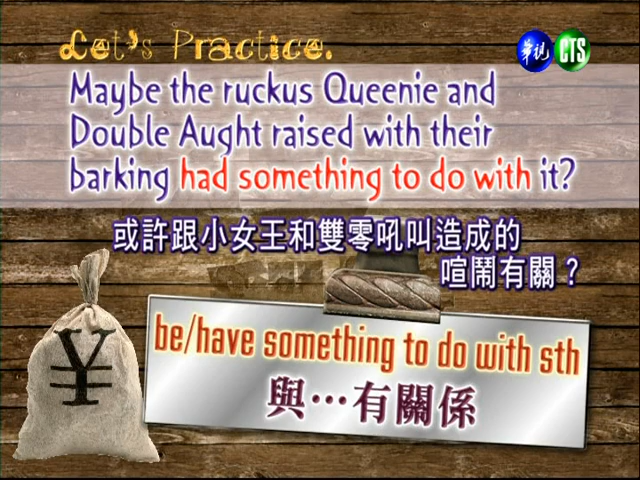 Let's Practice.
華視 CTS
Maybe the ruckus Queenie and
Double Aught raised with their
barking had something to do with it?
或許跟小女王和雙零吼叫造成的
喧鬧有關？
¥
be/have something to do with sth
與…有關係